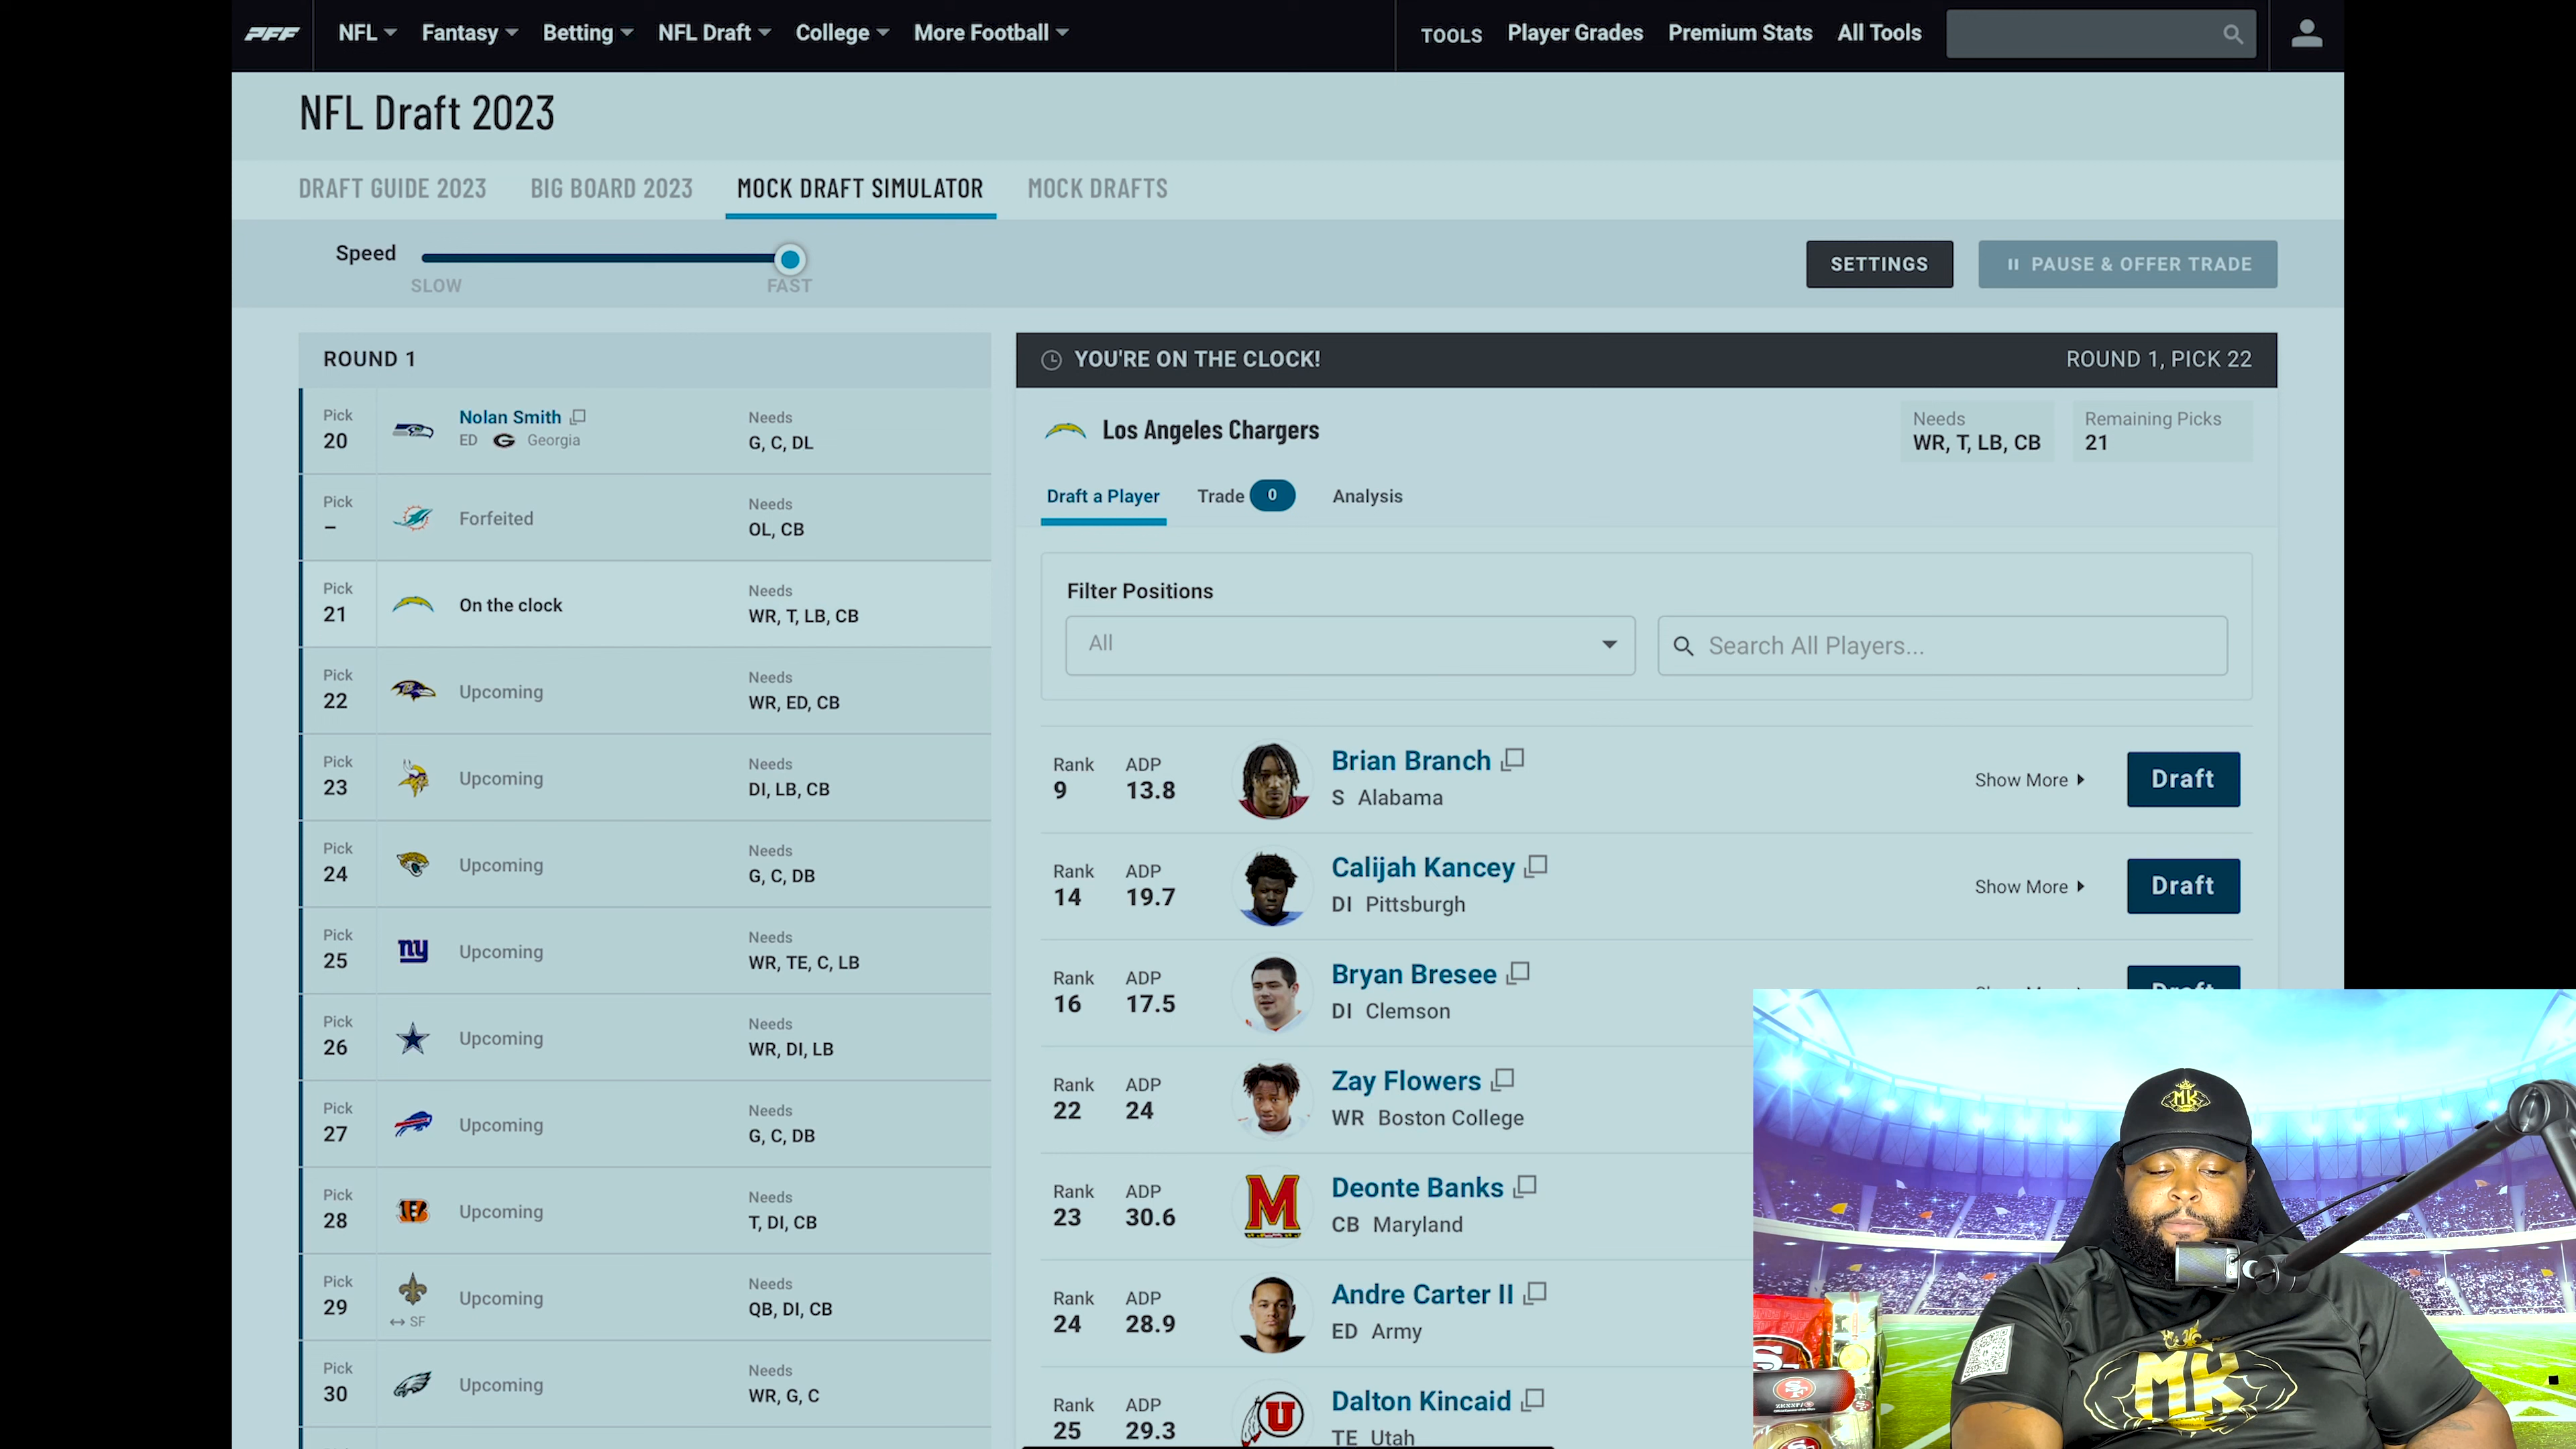 PFF NFL Fantasy Betting NFL Draft College More Football TOOLS Player Grades Premium Stats All Tools
NFL Draft 2023
DRAFT GUIDE 2023 BIG BOARD 2023 MOCK DRAFT SIMULATOR MOCK DRAFTS
Speed
SLOW FAST
SETTINGS PAUSE & OFFER TRADE
ROUND 1
Pick 20 Nolan Smith Needs
ED G Georgia G, C, DL
Pick – Forfeited Needs
OL, CB
Pick 21 On the clock Needs
WR, T, LB, CB
Pick 22 Upcoming Needs
WR, ED, CB
Pick 23 Upcoming Needs
DI, LB, CB
Pick 24 Upcoming Needs
G, C, DB
Pick 25 ny Upcoming Needs
WR, TE, C, LB
Pick 26 Upcoming Needs
WR, DI, LB
Pick 27 Upcoming Needs
G, C, DB
Pick 28 B Upcoming Needs
T, DI, CB
Pick 29 Upcoming Needs
↔ SF QB, DI, CB
Pick 30 Upcoming Needs
WR, G, C
YOU'RE ON THE CLOCK! ROUND 1, PICK 22
Los Angeles Chargers
Needs
WR, T, LB, CB
Remaining Picks
21
Draft a Player Trade 0 Analysis
Filter Positions
All Search All Players...
Rank ADP Brian Branch
9 13.8 S Alabama
Show More Draft
Rank ADP Calijah Kancey
14 19.7 DI Pittsburgh
Show More Draft
Rank ADP Bryan Bresee
16 17.5 DI Clemson
Rank ADP Zay Flowers
22 24 WR Boston College
Rank ADP M Deonte Banks
23 30.6 CB Maryland
Rank ADP Andre Carter II
24 28.9 ED Army
Rank ADP U Dalton Kincaid
25 29.3 TE Utah
MK
MK
SF